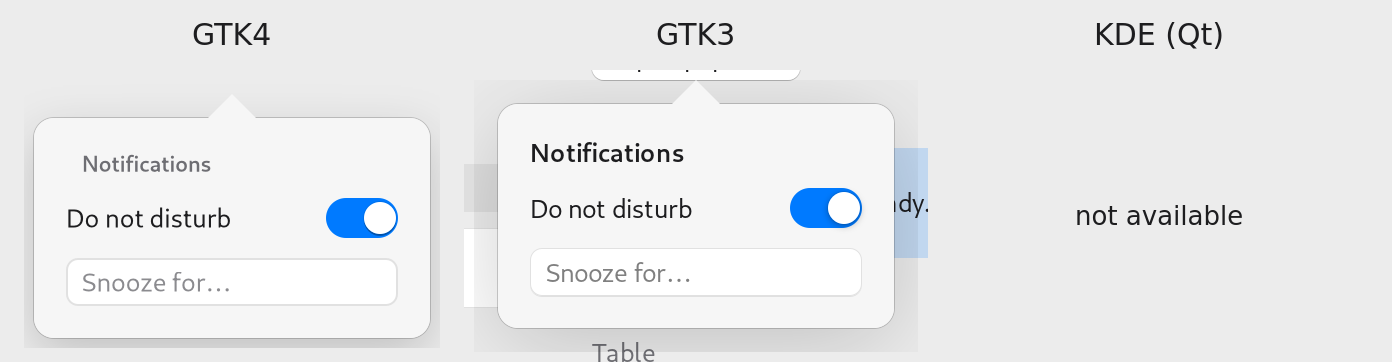 GTK4
GTK3
KDE (Qt)
Notifications
Do not disturb
Snooze for...
Notifications
Do not disturb
Snooze for...
dy.
Table
not available